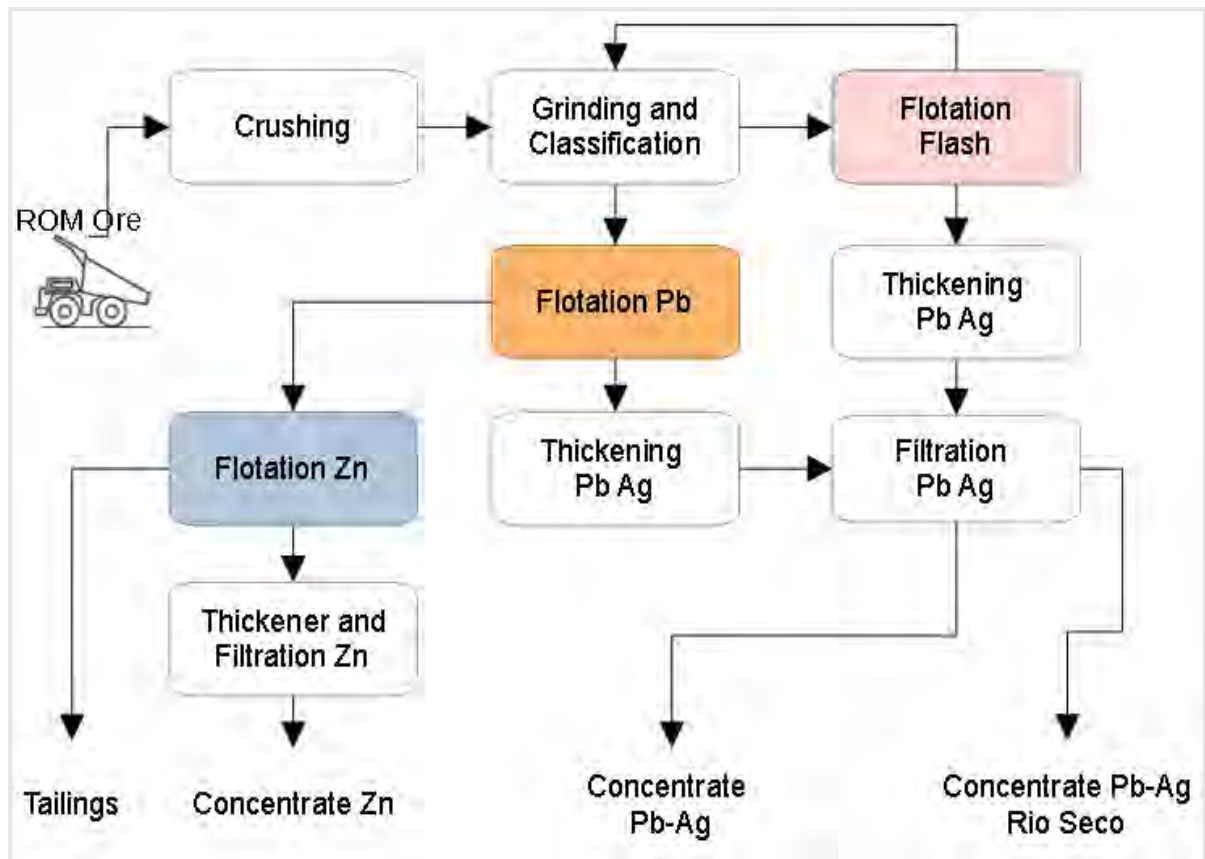 Crushing
Grinding and
Classification
Flotation
Flash
ROM Ore
Flotation Pb
Thickening
Pb Ag
Flotation Zn
Thickening
Pb Ag
Filtration
Pb Ag
Thickener and
Filtration Zn
Tailings
Concentrate Zn
Concentrate
Pb-Ag
Concentrate Pb-Ag
Rio Seco